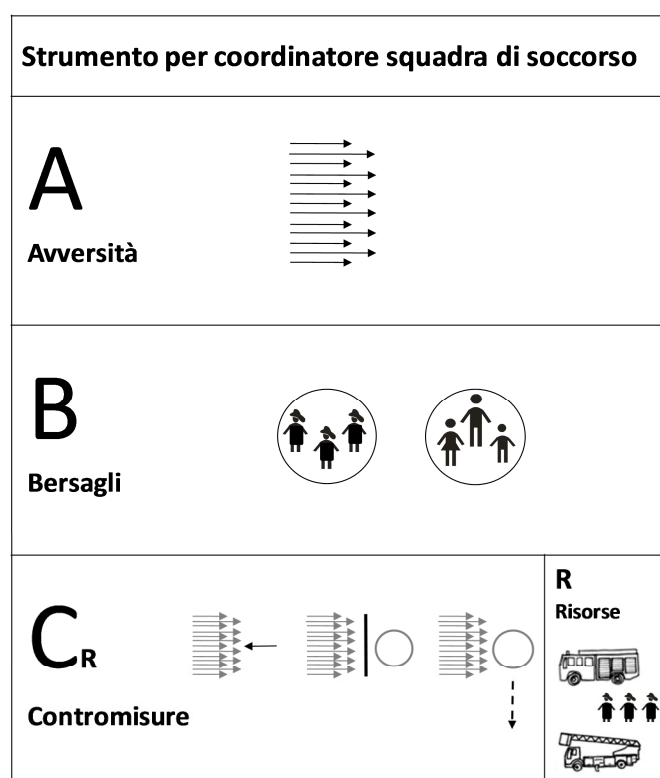 Strumento per coordinatore squadra di soccorso
A
Avversità
B
Bersagli
CR
Contromisure
R
Risorse